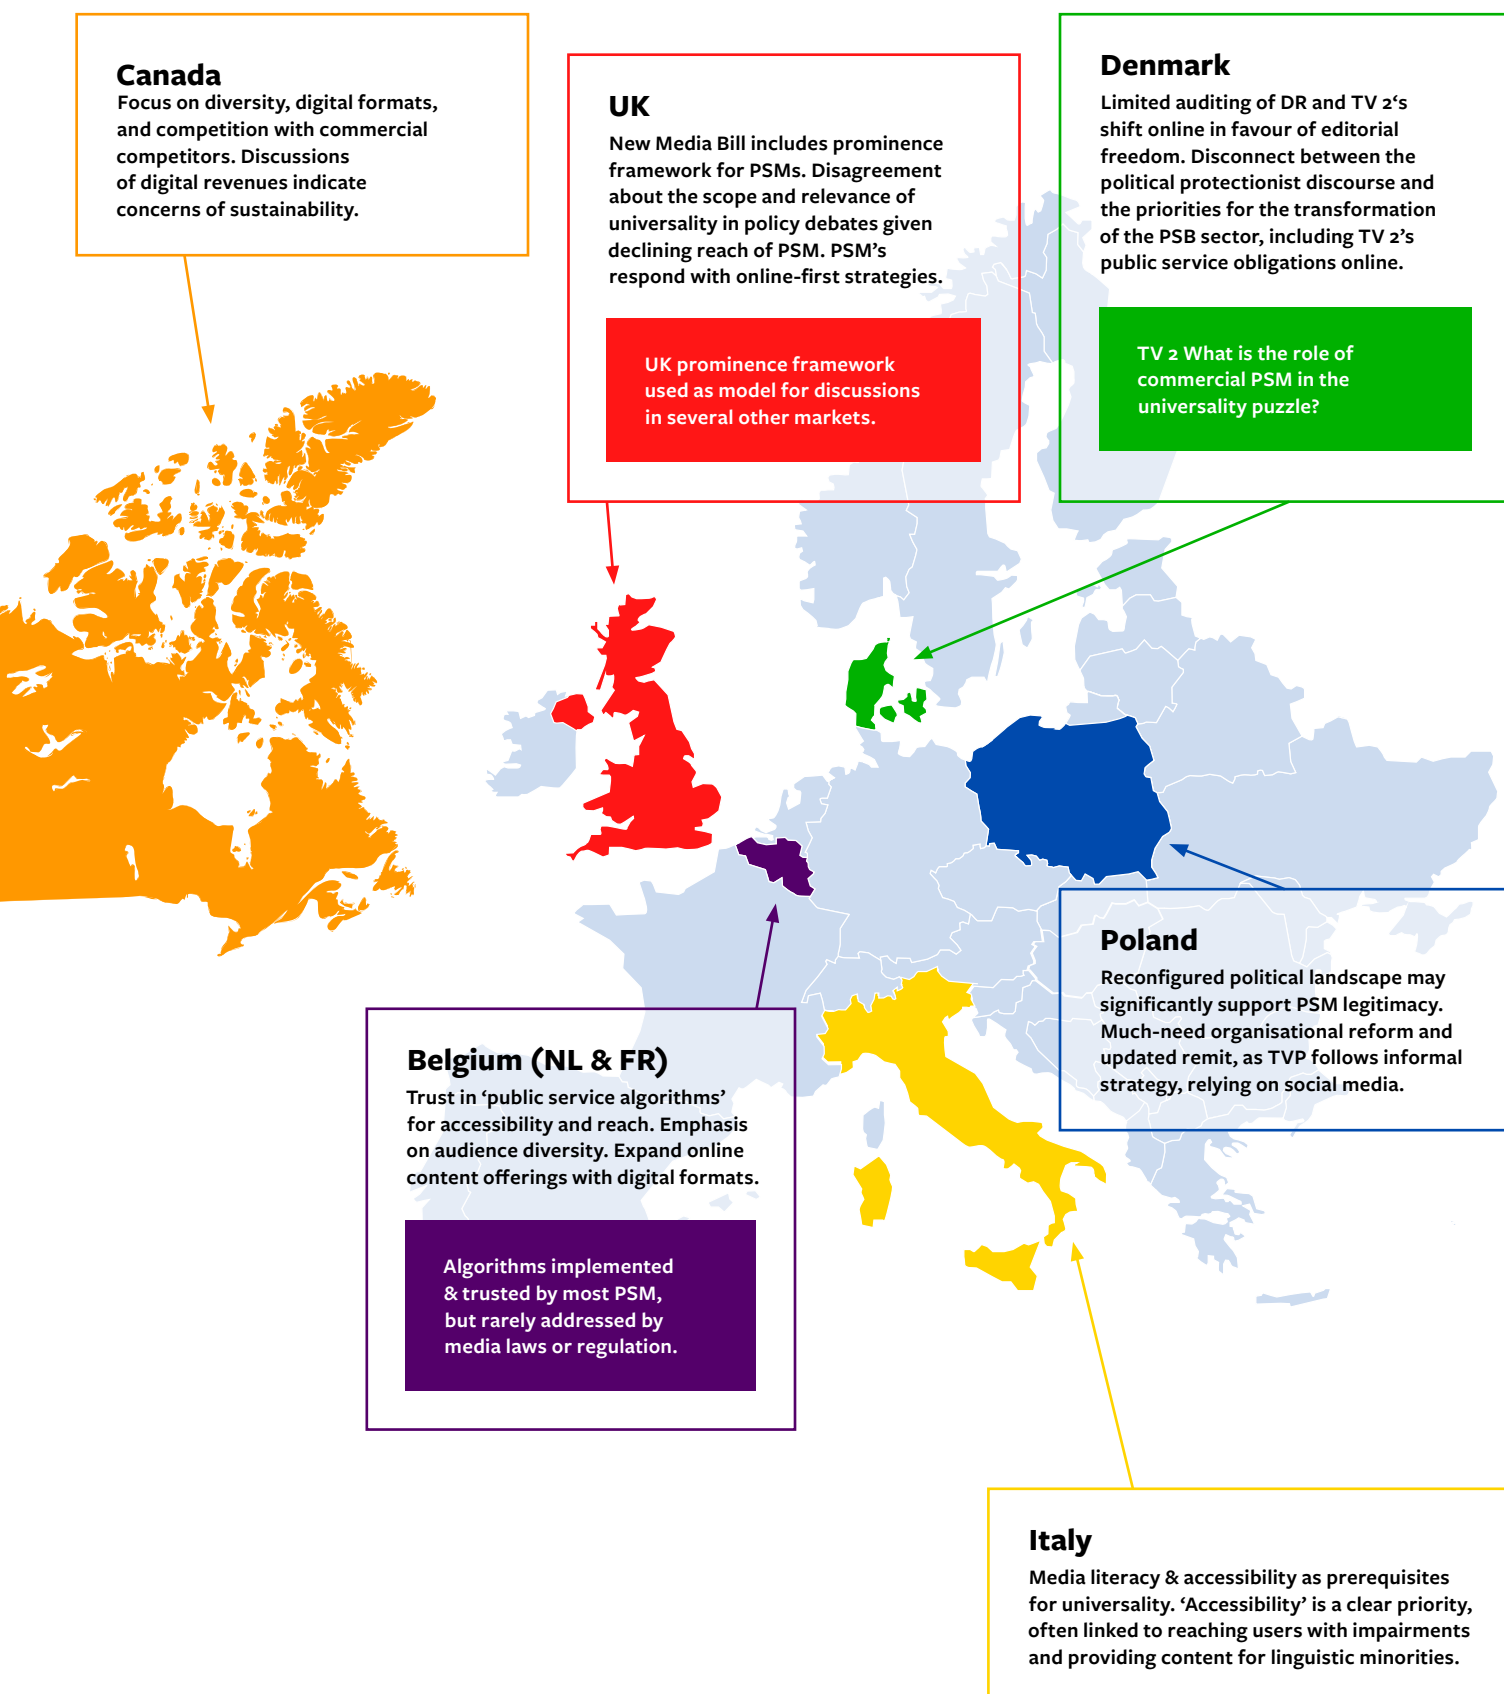 Canada
Focus on diversity, digital formats,
and competition with commercial
competitors. Discussions
of digital revenues indicate
concerns of sustainability.
UK
New Media Bill includes prominence
framework for PSMs. Disagreement
about the scope and relevance of
universality in policy debates given
declining reach of PSM. PSM's
respond with online-first strategies.
UK prominence framework
used as model for discussions
in several other markets.
Denmark
Limited auditing of DR and TV 2‘s
shift online in favour of editorial
freedom. Disconnect between the
political protectionist discourse and
the priorities for the transformation
of the PSB sector, including TV 2’s
public service obligations online.
TV 2 What is the role of
commercial PSM in the
universality puzzle?
Poland
Reconfigured political landscape may
significantly support PSM legitimacy.
Much-need organisational reform and
updated remit, as TVP follows informal
strategy, relying on social media.
Belgium (NL & FR)
Trust in ‘public service algorithms’
for accessibility and reach. Emphasis
on audience diversity. Expand online
content offerings with digital formats.
Algorithms implemented
& trusted by most PSM,
but rarely addressed by
media laws or regulation.
Italy
Media literacy & accessibility as prerequisites
for universality. ‘Accessibility’ is a clear priority,
often linked to reaching users with impairments
and providing content for linguistic minorities.